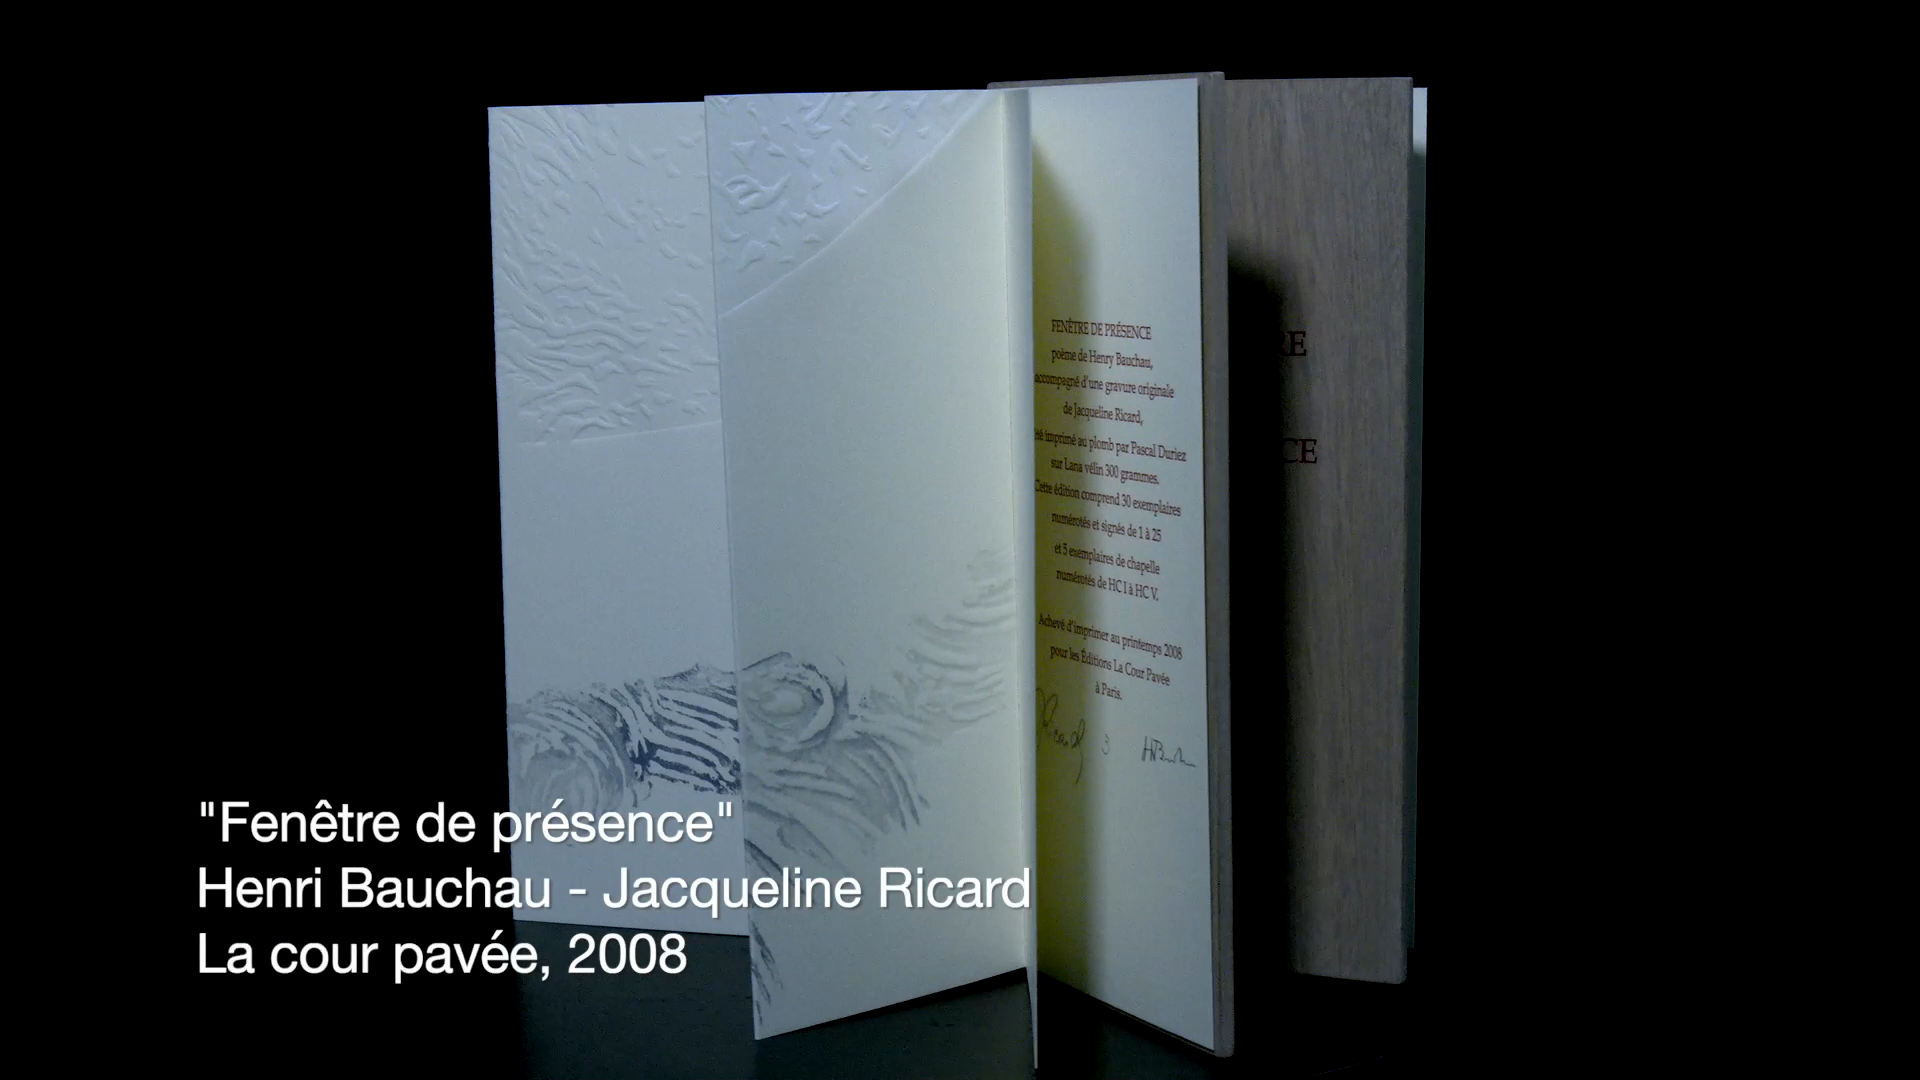 RE
CE
FENÊTRE DE PRÉSENCE
poème de Henry Bauchau,
accompagné d'une gravure originale
de Jacqueline Ricard,
été imprimé au plomb par Pascal Duriez
sur Lana vélin 300 grammes.
Cette édition comprend 30 exemplaires
numérotés et signés de 1 à 25
et 5 exemplaires de chapelle
numérotés de HC I à HC V.
Achevé d'imprimer au printemps 2008
pour les Éditions La Cour Pavée
à Paris.
3
"Fenêtre de présence"
Henri Bauchau - Jacqueline Ricard
La cour pavée, 2008